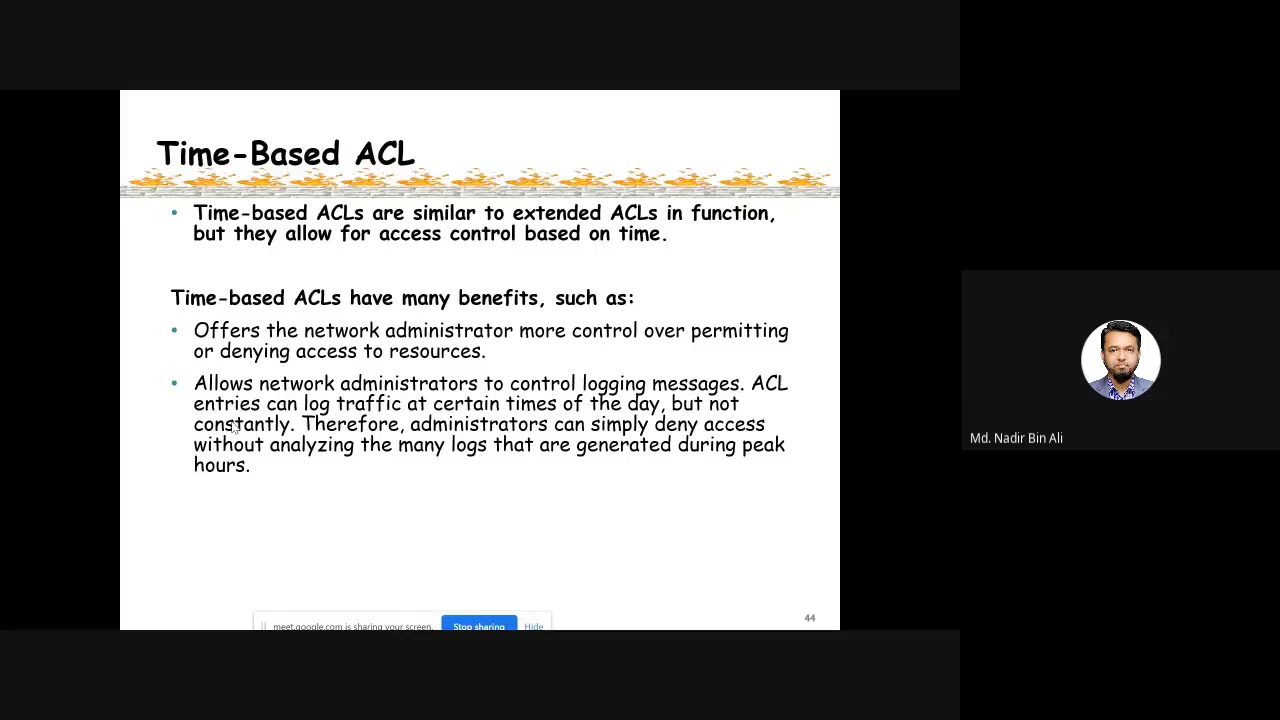 Time-Based ACL
• Time-based ACLs are similar to extended ACLs in function,
but they allow for access control based on time.
Time-based ACLs have many benefits, such as:
• Offers the network administrator more control over permitting
or denying access to resources.
• Allows network administrators to control logging messages. ACL
entries can log traffic at certain times of the day, but not
constantly. Therefore, administrators can simply deny access
without analyzing the many logs that are generated during peak
hours.
44
meet.google.com is sharing your screen.
Stop sharing
Hide
Md. Nadir Bin Ali